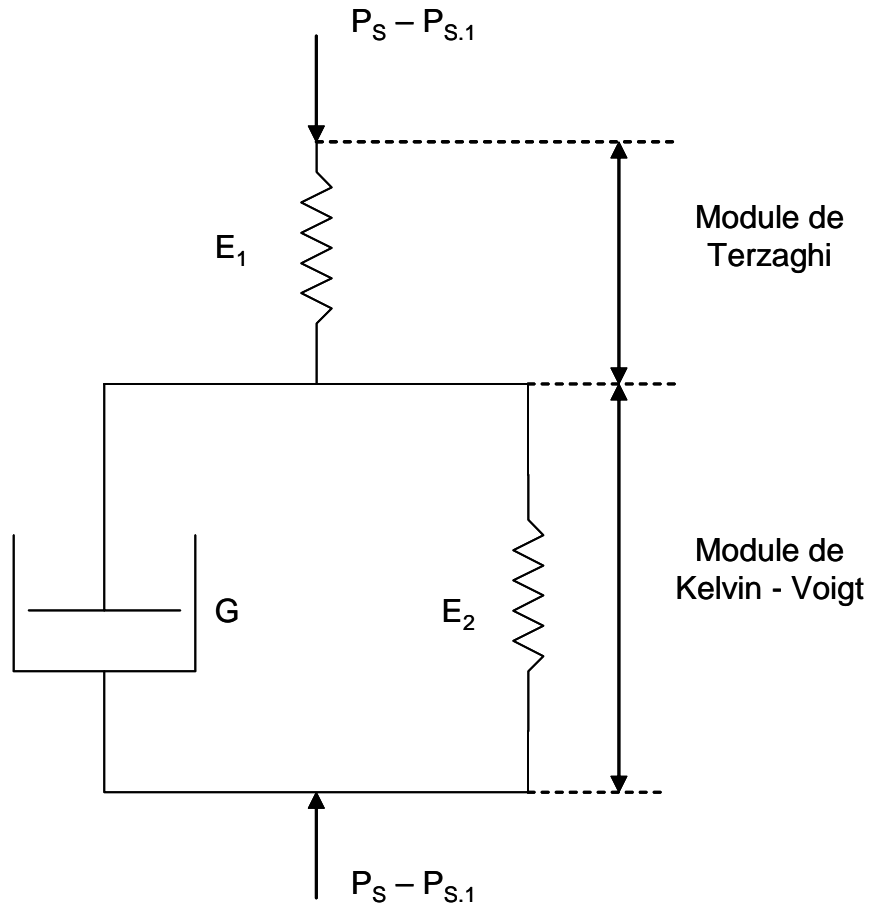 P_S – P_S.1
E_1
Module de
Terzaghi
G
E_2
Module de
Kelvin - Voigt
P_S – P_S.1